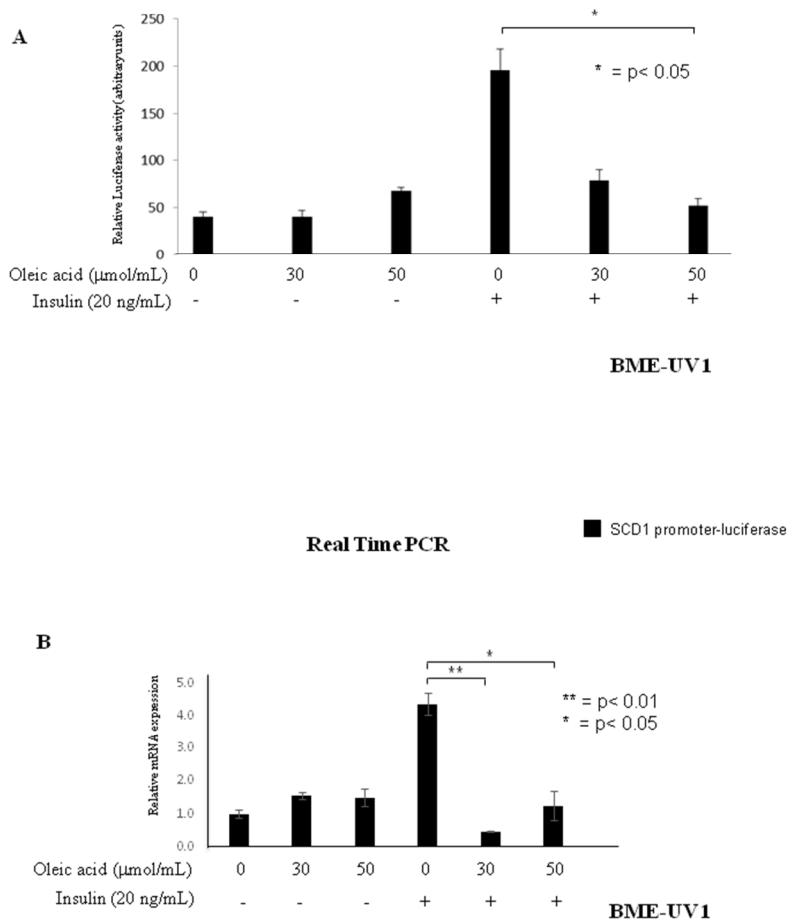 *
A
* = p< 0.05
Relative Luciferase activity (arbitraryunits)
250
200
150
100
50
0
Oleic acid (μmol/mL) 0 30 50 0 30 50
Insulin (20 ng/mL) - - - + + +
BME-UV1
SCD1 promoter-luciferase
Real Time PCR
B
*
**
** = p< 0.01
* = p< 0.05
Relative mRNA expression
5.0
4.0
3.0
2.0
1.0
0.0
Oleic acid (μmol/mL) 0 30 50 0 30 50
Insulin (20 ng/mL) - - - + + +
BME-UV1